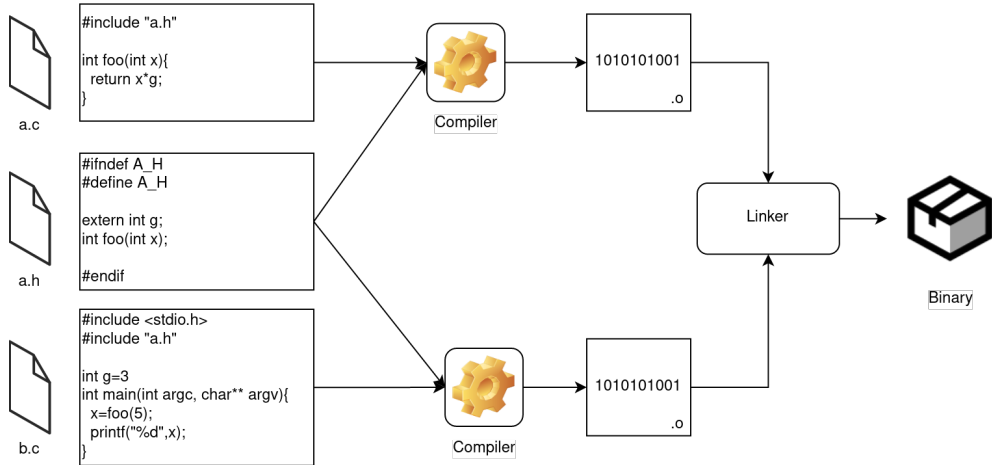 #include "a.h"
int foo(int x){
return x*g;
}
a.c
Compiler
1010101001
.o
#ifndef A_H
#define A_H
extern int g;
int foo(int x);
#endif
a.h
Linker
Binary
#include <stdio.h>
#include "a.h"
int g=3
int main(int argc, char** argv){
x=foo(5);
printf("%d",x);
}
b.c
Compiler
1010101001
.o